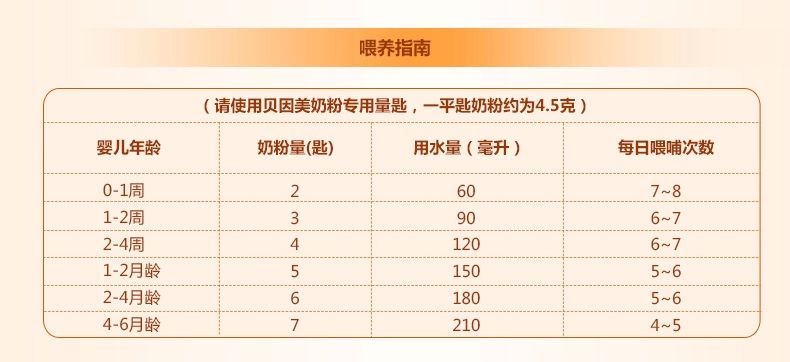 喂养指南
(请使用贝因美奶粉专用量匙,一平匙奶粉约为4.5克)
婴儿年龄 奶粉量(匙) 用水量(毫升) 每日喂哺次数
0-1周 2 60 7~8
1-2周 3 90 6~7
2-4周 4 120 6~7
1-2月龄 5 150 5~6
2-4月龄 6 180 5~6
4-6月龄 7 210 4~5